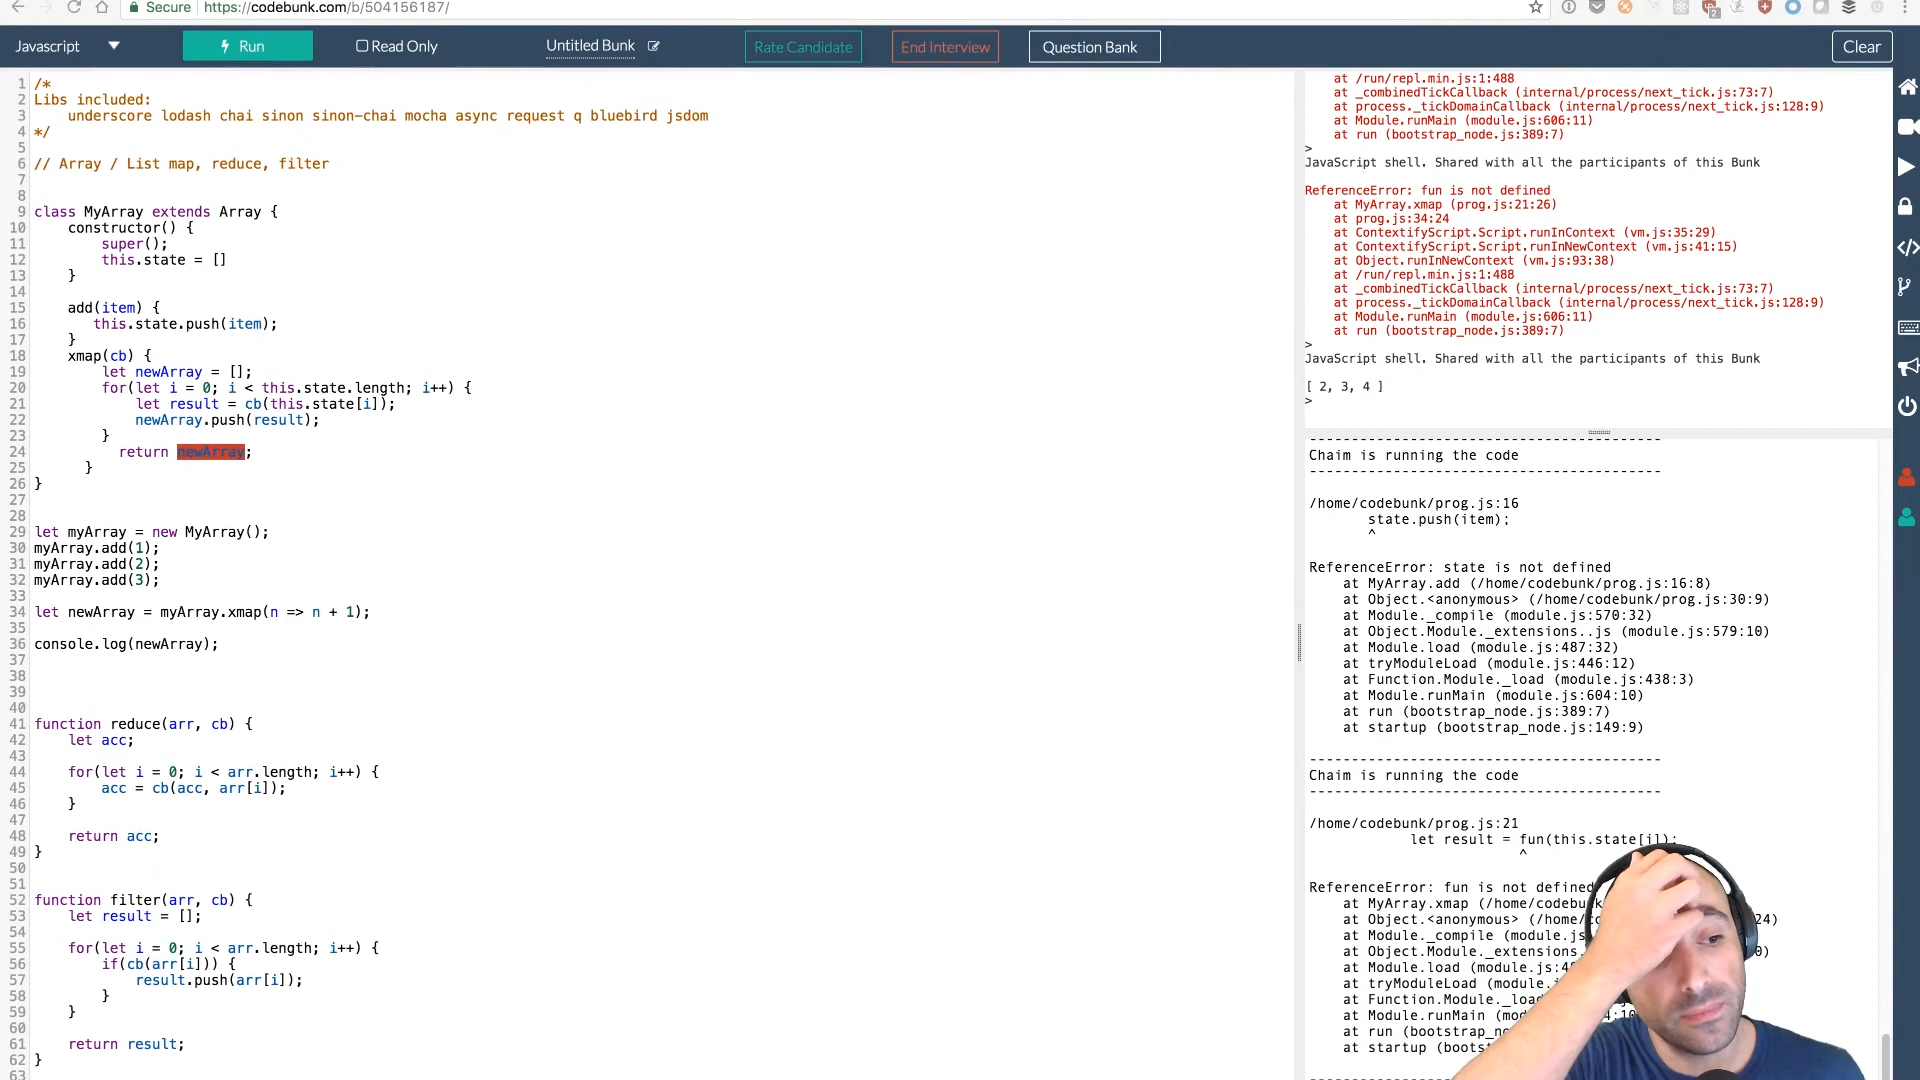 Secure https://codebunk.com/b/504156187/
Javascript
Run
Read Only
Untitled Bunk
Rate Candidate
End Interview
Question Bank
Clear
1 /*
2 Libs included:
3 underscore lodash chai sinon sinon-chai mocha async request q bluebird jsdom
4 */
5
6 // Array / List map, reduce, filter
7
8
9 class MyArray extends Array {
10 constructor() {
11 super();
12 this.state = []
13 }
14
15 add(item) {
16 this.state.push(item);
17 }
18 xmap(cb) {
19 let newArray = [];
20 for(let i = 0; i < this.state.length; i++) {
21 let result = cb(this.state[i]);
22 newArray.push(result);
23 }
24 return newArray;
25 }
26 }
27
28
29 let myArray = new MyArray();
30 myArray.add(1);
31 myArray.add(2);
32 myArray.add(3);
33
34 let newArray = myArray.xmap(n => n + 1);
35
36 console.log(newArray);
37
38
39
40
41 function reduce(arr, cb) {
42 let acc;
43
44 for(let i = 0; i < arr.length; i++) {
45 acc = cb(acc, arr[i]);
46 }
47
48 return acc;
49 }
50
51
52 function filter(arr, cb) {
53 let result = [];
54
55 for(let i = 0; i < arr.length; i++) {
56 if(cb(arr[i])) {
57 result.push(arr[i]);
58 }
59 }
60
61 return result;
62 }
63
at /run/repl.min.js:1:488
at _combinedTickCallback (internal/process/next_tick.js:73:7)
at process._tickDomainCallback (internal/process/next_tick.js:128:9)
at Module.runMain (module.js:606:11)
at run (bootstrap_node.js:389:7)
>
JavaScript shell. Shared with all the participants of this Bunk
ReferenceError: fun is not defined
at MyArray.xmap (prog.js:21:26)
at prog.js:34:24
at ContextifyScript.Script.runInContext (vm.js:35:29)
at ContextifyScript.Script.runInNewContext (vm.js:41:15)
at Object.runInNewContext (vm.js:93:38)
at /run/repl.min.js:1:488
at _combinedTickCallback (internal/process/next_tick.js:73:7)
at process._tickDomainCallback (internal/process/next_tick.js:128:9)
at Module.runMain (module.js:606:11)
at run (bootstrap_node.js:389:7)
>
JavaScript shell. Shared with all the participants of this Bunk
[ 2, 3, 4 ]
>
-----------------------------------------
Chaim is running the code
-----------------------------------------
/home/codebunk/prog.js:16
state.push(item);
^
ReferenceError: state is not defined
at MyArray.add (/home/codebunk/prog.js:16:8)
at Object.<anonymous> (/home/codebunk/prog.js:30:9)
at Module._compile (module.js:570:32)
at Object.Module._extensions..js (module.js:579:10)
at Module.load (module.js:487:32)
at tryModuleLoad (module.js:446:12)
at Function.Module._load (module.js:438:3)
at Module.runMain (module.js:604:10)
at run (bootstrap_node.js:389:7)
at startup (bootstrap_node.js:149:9)
-----------------------------------------
Chaim is running the code
-----------------------------------------
/home/codebunk/prog.js:21
let result = fun(this.state[i]);
^
ReferenceError: fun is not defined
at MyArray.xmap (/home/codebu
at Object.<anonymous> (/home/ 24)
at Module._compile (module.js
at Object.Module._extensions. 0)
at Module.load (module.js:4
at tryModuleLoad (module.j
at Function.Module._loa
at Module.runMain (mo
at run (bootstrap_no
at startup (boots